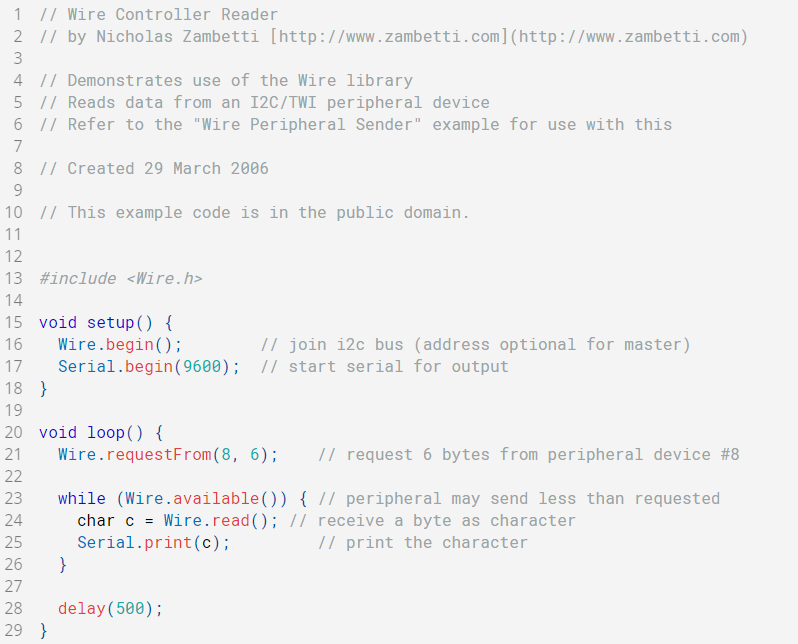 1 // Wire Controller Reader
2 // by Nicholas Zambetti [http://www.zambetti.com](http://www.zambetti.com)
3
4 // Demonstrates use of the Wire library
5 // Reads data from an I2C/TWI peripheral device
6 // Refer to the "Wire Peripheral Sender" example for use with this
7
8 // Created 29 March 2006
9
10 // This example code is in the public domain.
11
12
13 #include <Wire.h>
14
15 void setup() {
16   Wire.begin();        // join i2c bus (address optional for master)
17   Serial.begin(9600);  // start serial for output
18 }
19
20 void loop() {
21   Wire.requestFrom(8, 6);    // request 6 bytes from peripheral device #8
22
23   while (Wire.available()) { // peripheral may send less than requested
24     char c = Wire.read(); // receive a byte as character
25     Serial.print(c);         // print the character
26   }
27
28   delay(500);
29 }